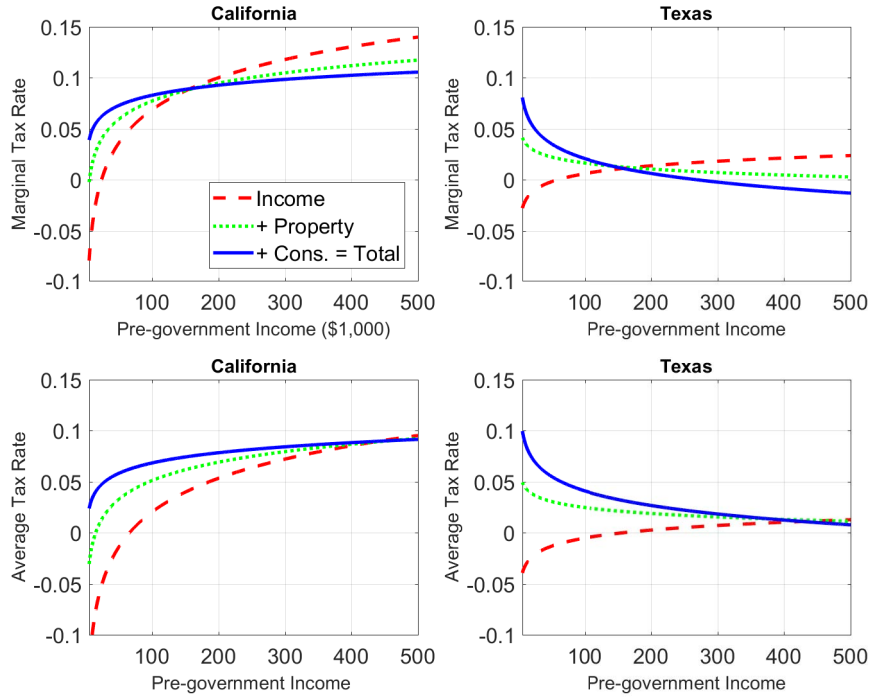 California
0.15
0.1
0.05
0
-0.05
-0.1
Marginal Tax Rate
Income
+ Property
+ Cons. = Total
100 200 300 400 500
Pre-government Income ($1,000)
Texas
0.15
0.1
0.05
0
-0.05
-0.1
Marginal Tax Rate
100 200 300 400 500
Pre-government Income
California
0.15
0.1
0.05
0
-0.05
-0.1
Average Tax Rate
100 200 300 400 500
Pre-government Income
Texas
0.15
0.1
0.05
0
-0.05
-0.1
Average Tax Rate
100 200 300 400 500
Pre-government Income